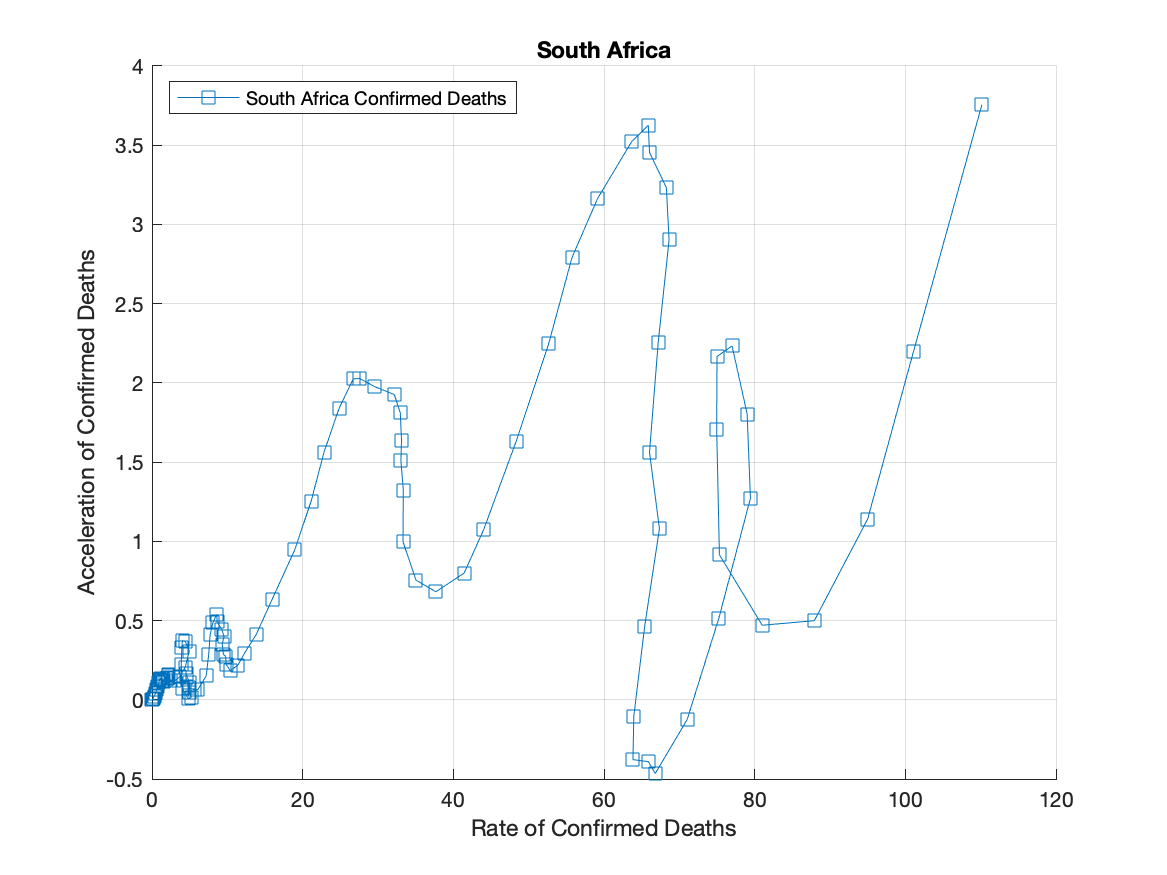 South Africa
South Africa Confirmed Deaths
4
3.5
3
2.5
2
1.5
1
0.5
0
-0.5
Acceleration of Confirmed Deaths
0 20 40 60 80 100 120
Rate of Confirmed Deaths